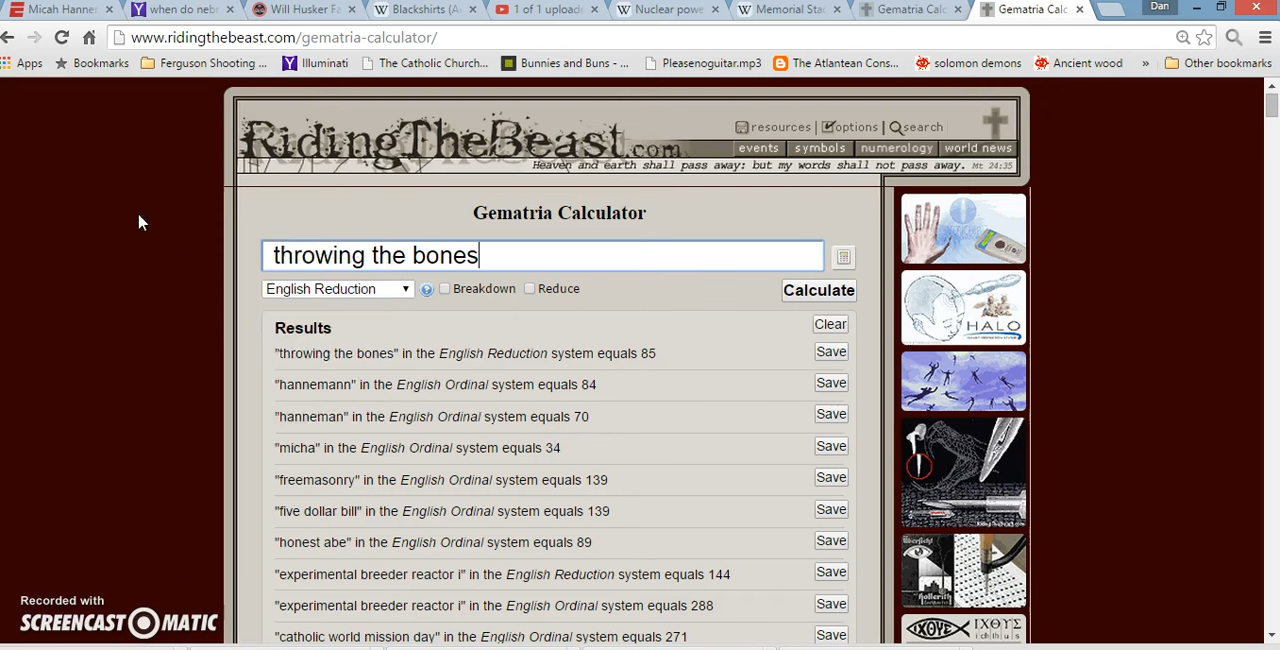 Micah Hanner
when do neb
Will Husker Fa
Blackshirts (A
1 of 1 upload
Nuclear pow
Memorial Sta
Gematria Calc
Gematria Calc
Dan
www.ridingthebeast.com/gematria-calculator/
Apps
Bookmarks
Ferguson Shooting ...
Illuminati
The Catholic Church...
Bunnies and Buns - ...
Pleasenoguitar.mp3
The Atlantean Cons...
solomon demons
Ancient wood
»
Other bookmarks
RidingTheBeast.com
resources | options | search
events | symbols | numerology | world news
Heaven and earth shall pass away: but my words shall not pass away. Mt 24:35
Gematria Calculator
throwing the bones
English Reduction
Breakdown
Reduce
Calculate
Results
Clear
"throwing the bones" in the English Reduction system equals 85
Save
"hannemann" in the English Ordinal system equals 84
Save
"hanneman" in the English Ordinal system equals 70
Save
"micha" in the English Ordinal system equals 34
Save
"freemasonry" in the English Ordinal system equals 139
Save
"five dollar bill" in the English Ordinal system equals 139
Save
"honest abe" in the English Ordinal system equals 89
Save
"experimental breeder reactor i" in the English Reduction system equals 144
Save
"experimental breeder reactor i" in the English Ordinal system equals 288
Save
"catholic world mission day" in the English Ordinal system equals 271
Save
HALO
ΙΧΘΥΣ
Recorded with
SCREENCAST-O-MATIC